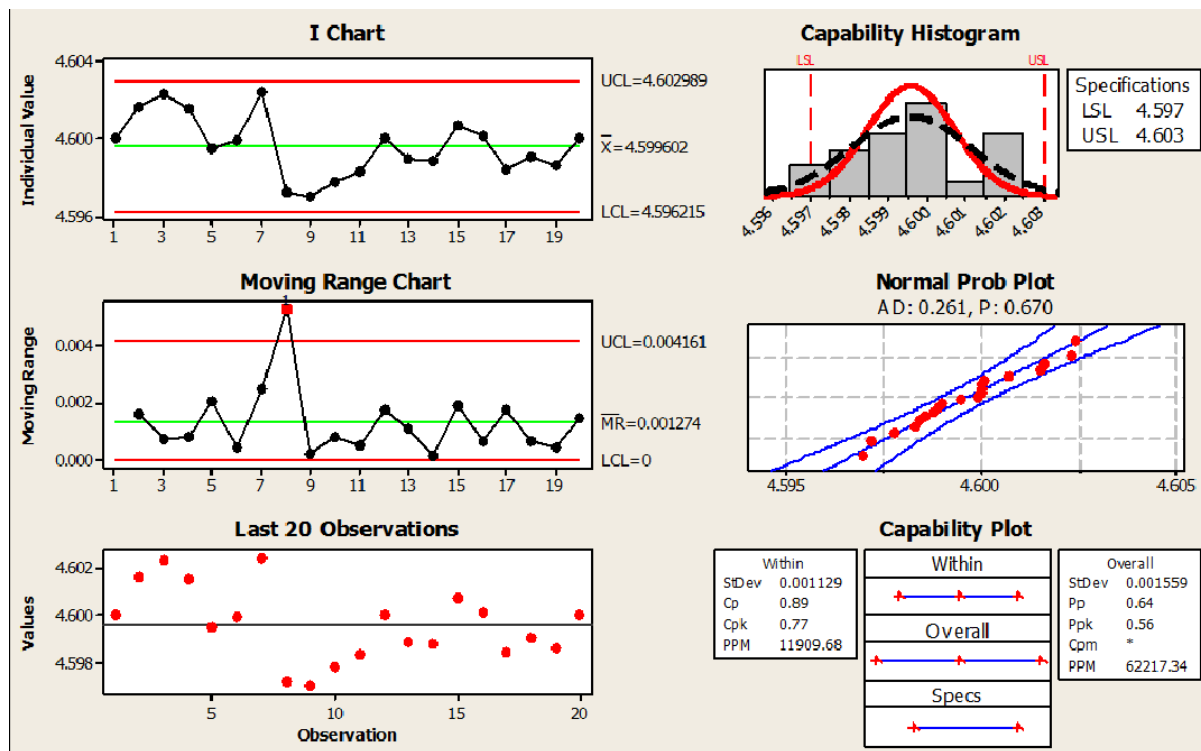 I Chart
Individual Value
4.604
4.600
4.596
UCL=4.602989
X=4.599602
LCL=4.596215
1 3 5 7 9 11 13 15 17 19
Capability Histogram
LSL USL
Specifications
LSL 4.597
USL 4.603
4.595 4.597 4.598 4.599 4.600 4.601 4.602 4.603
Moving Range Chart
Moving Range
0.004
0.002
0.000
1
UCL=0.004161
MR=0.001274
LCL=0
1 3 5 7 9 11 13 15 17 19
Normal Prob Plot
AD: 0.261, P: 0.670
4.595 4.600 4.605
Last 20 Observations
Values
4.602
4.600
4.598
5 10 15 20
Observation
Capability Plot
Within
StDev 0.001129
Cp 0.89
Cpk 0.77
PPM 11909.68
Within
Overall
Specs
Overall
StDev 0.001559
Pp 0.64
Ppk 0.56
Cpm *
PPM 62217.34